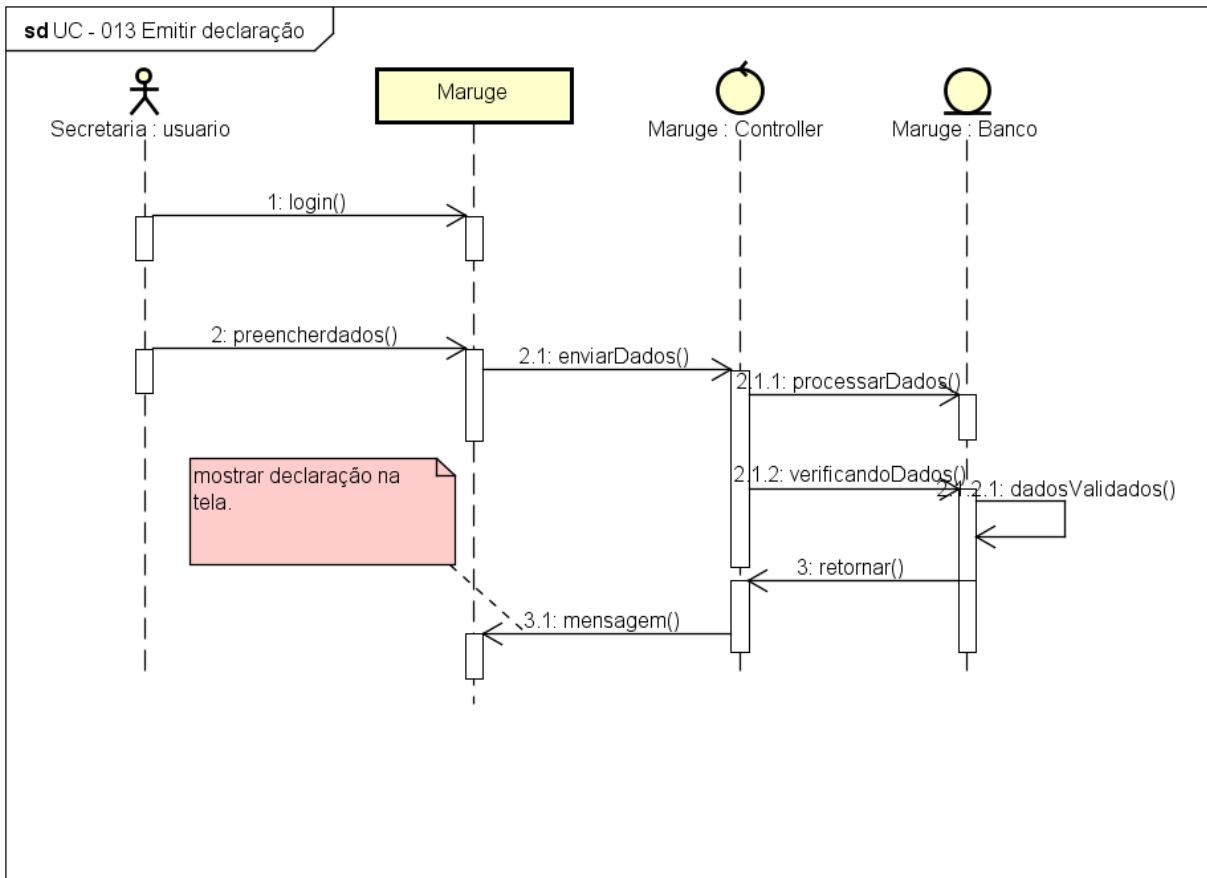 sd UC - 013 Emitir declaração
Secretaria : usuario
Maruge
Maruge : Controller
Maruge : Banco
1: login()
2: preencherdados()
2.1: enviarDados()
2.1.1: processarDados()
mostrar declaração na
tela.
2.1.2: verificandoDados()
2.1.2.1: dadosValidados()
3: retornar()
3.1: mensagem()